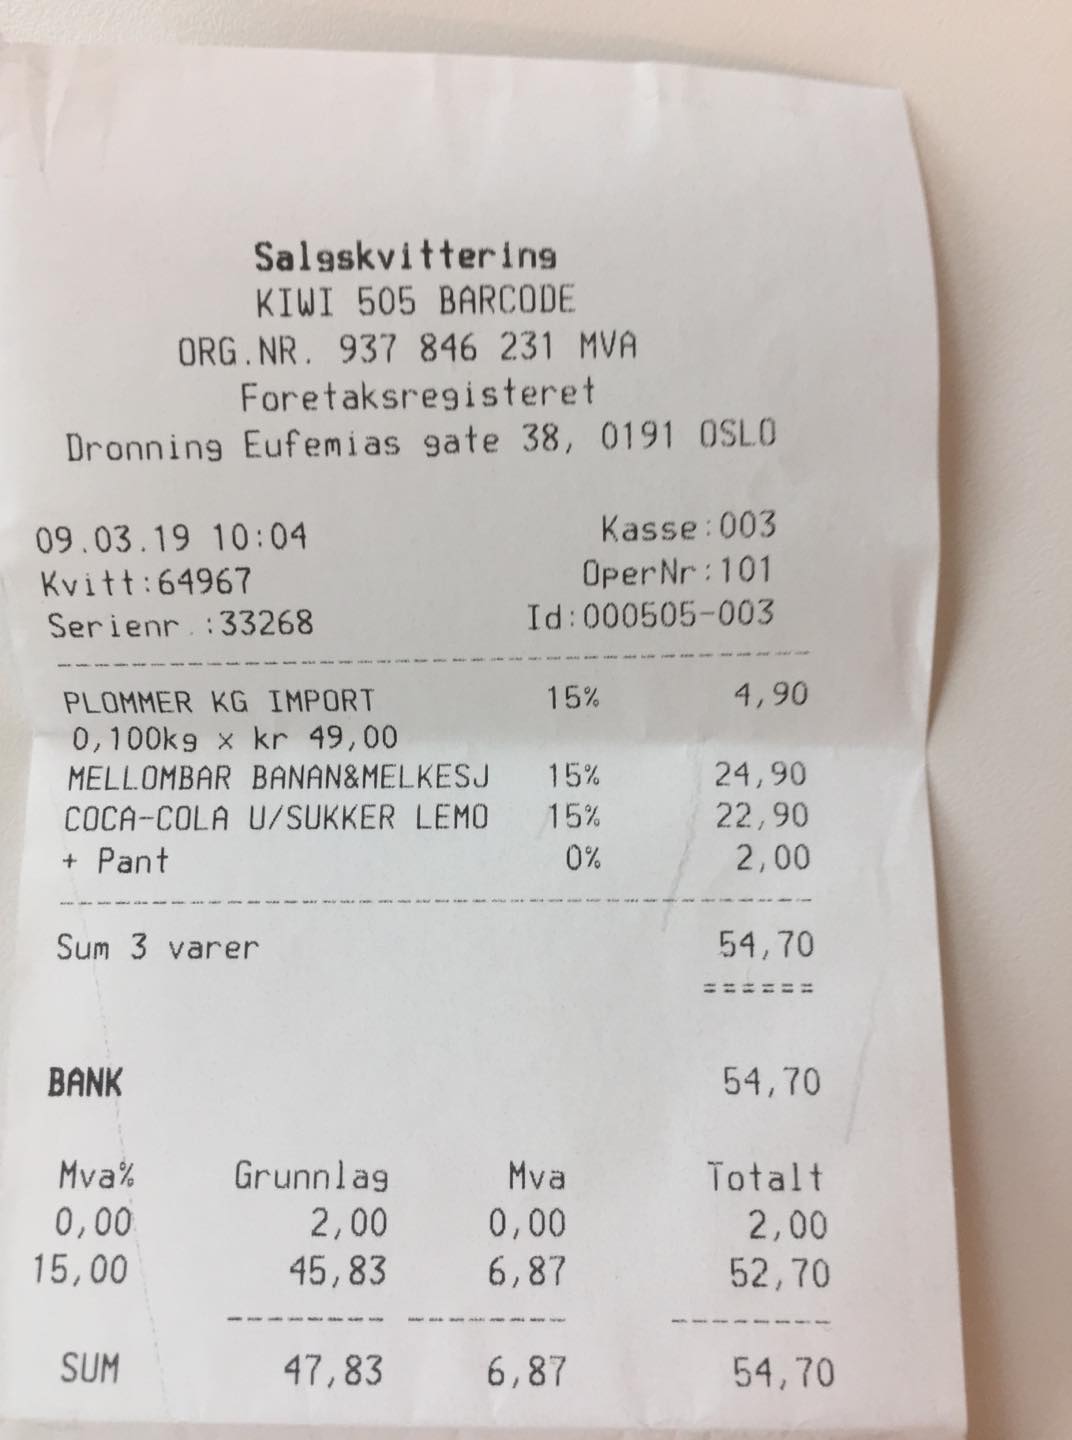 Salgskvittering
KIWI 505 BARCODE
ORG.NR. 937 846 231 MVA
Foretaksregisteret
Dronning Eufemias gate 38, 0191 OSLO
09.03.19 10:04 Kasse:003
Kvitt:64967 OperNr:101
Serienr.:33268 Id:000505-003
PLOMMER KG IMPORT 15% 4,90
0,100kg x kr 49,00
MELLOMBAR BANAN&MELKESJ 15% 24,90
COCA-COLA U/SUKKER LEMO 15% 22,90
+ Pant 0% 2,00
Sum 3 varer 54,70
======
BANK 54,70
Mva% Grunnlag Mva Totalt
0,00 2,00 0,00 2,00
15,00 45,83 6,87 52,70
SUM 47,83 6,87 54,70